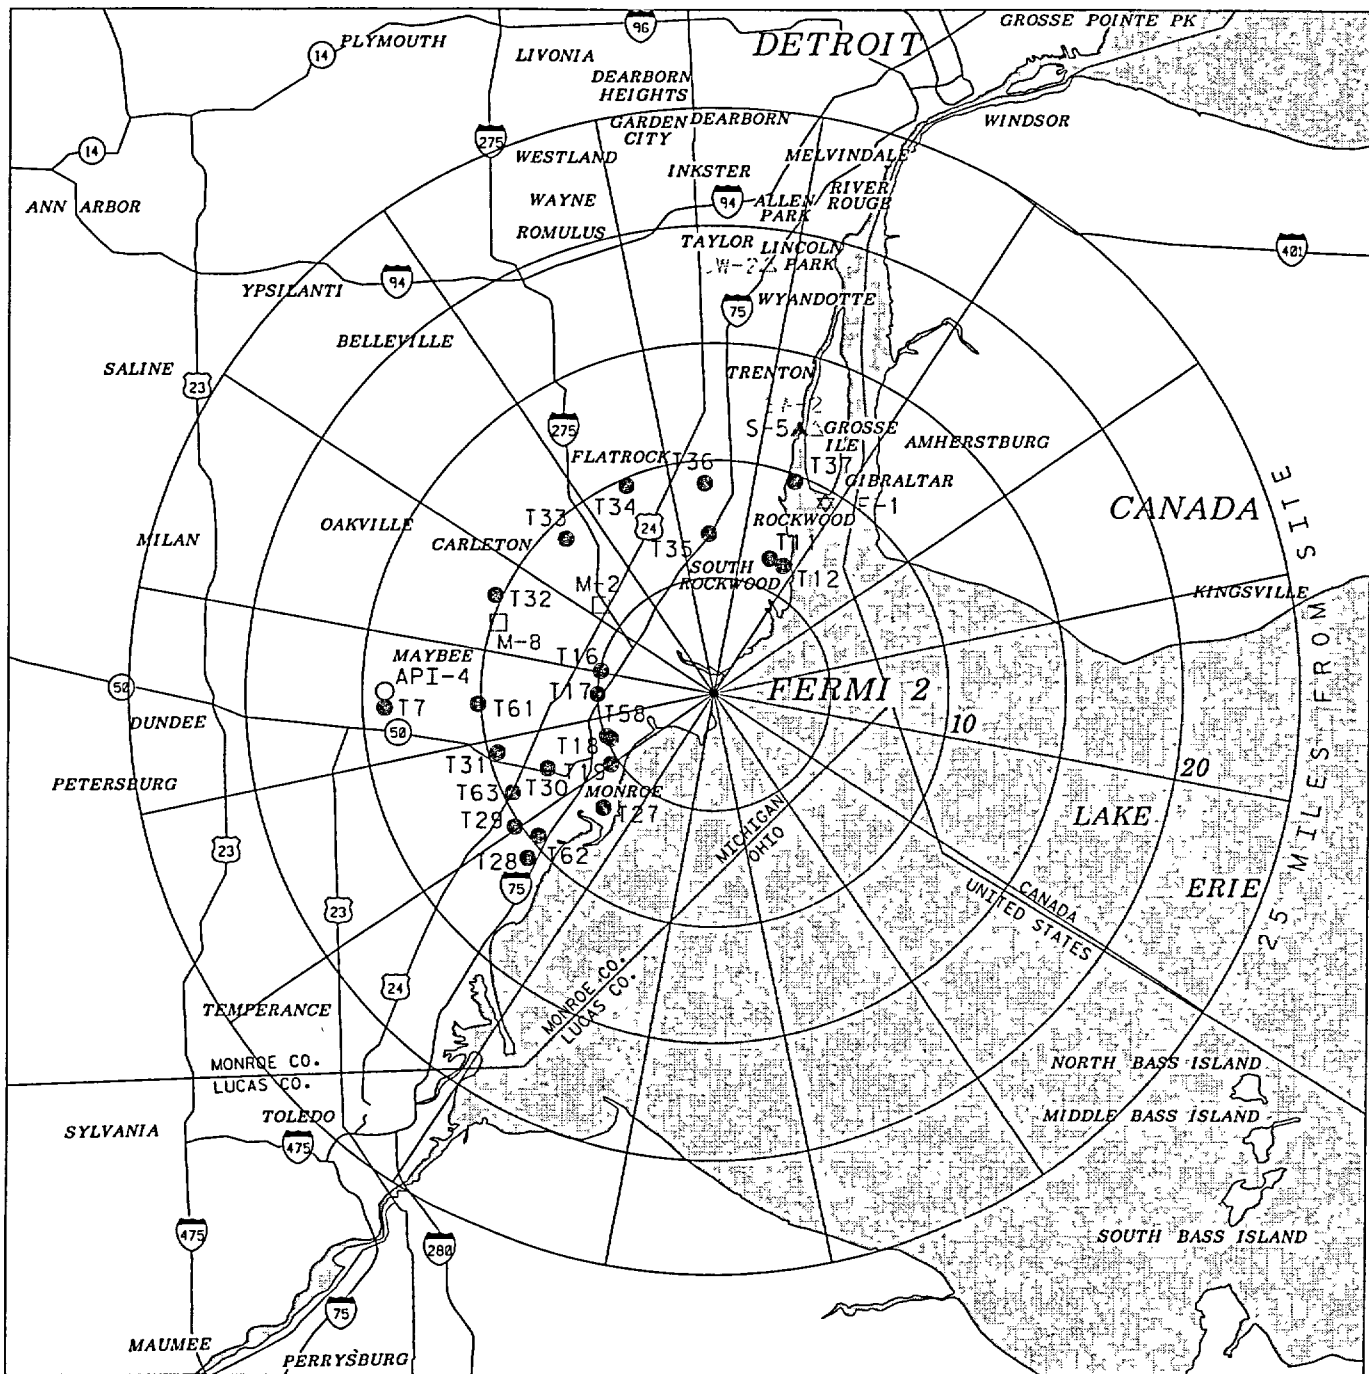 GROSSE POINTE PK
96
14
PLYMOUTH
LIVONIA
DETROIT
DEARBORN
HEIGHTS
GARDEN
CITY
DEARBORN
WINDSOR
275
14
WESTLAND
MELVINDALE
INKSTER
WAYNE
94
ALLEN
PARK
RIVER
ROUGE
ANN ARBOR
ROMULUS
TAYLOR
LINCOLN
PARK
401
94
YPSILANTI
WYANDOTTE
75
BELLEVILLE
SALINE
23
TRENTON
275
S-5
GROSSE
ILE
AMHERSTBURG
FLATROCK
T36
T37
GIBRALTAR
T34
CANADA
OAKVILLE
T33
24
ROCKWOOD
MILAN
CARLETON
T35
T11
SOUTH
ROCKWOOD
T12
M-2
T32
KINGSVILLE
M-8
MAYBEE
API-4
T16
50
T17
FERMI 2
T7
T61
DUNDEE
50
T58
10
T18
T31
T19
20
PETERSBURG
T63
T30
MONROE
T27
LAKE
T29
23
T62
MICHIGAN
OHIO
T28
75
ERIE
CANADA
UNITED STATES
25 MILES FROM SITE
23
24
TEMPERANCE
MONROE CO.
LUCAS CO.
MONROE CO.
LUCAS CO.
NORTH BASS ISLAND
TOLEDO
MIDDLE BASS ISLAND
SYLVANIA
475
475
280
SOUTH BASS ISLAND
75
MAUMEE
PERRYSBURG